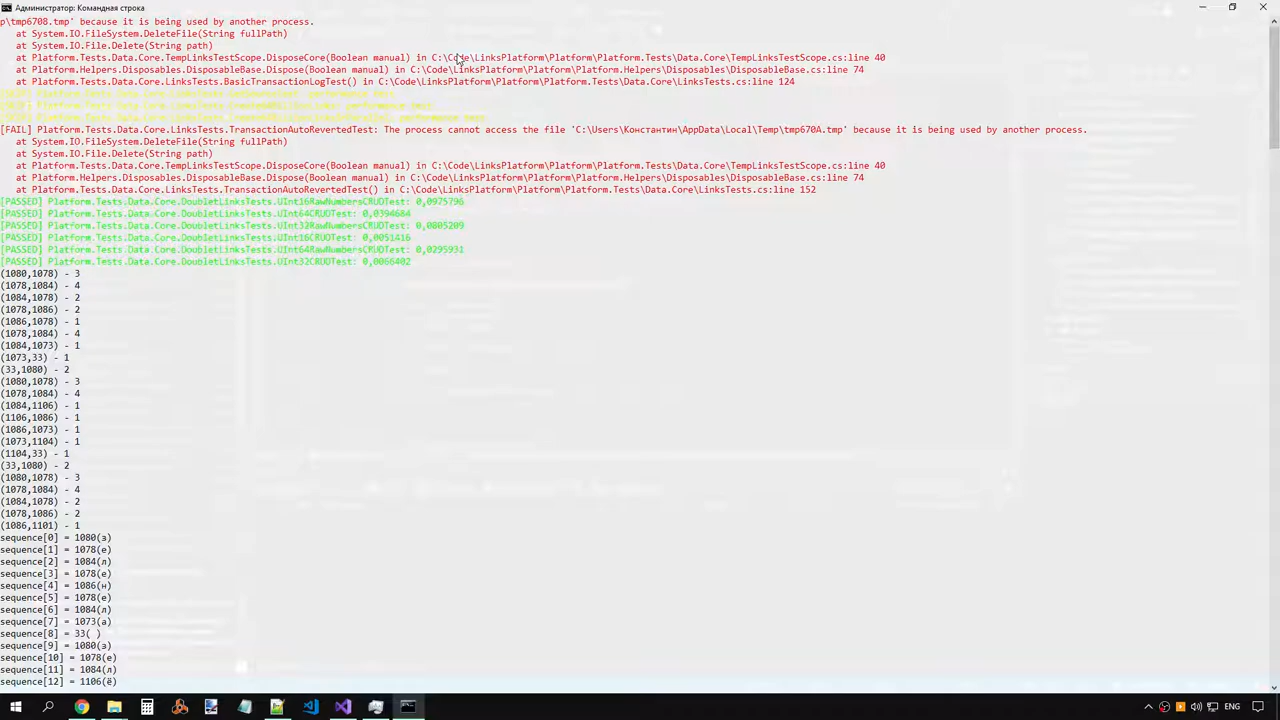 Администратор: Командная строка
p\tmp6708.tmp' because it is being used by another process.
at System.IO.FileSystem.DeleteFile(String fullPath)
at System.IO.File.Delete(String path)
at Platform.Tests.Data.Core.TempLinksTestScope.DisposeCore(Boolean manual) in C:\Code\LinksPlatform\Platform\Platform.Tests\Data.Core\TempLinksTestScope.cs:line 40
at Platform.Helpers.Disposables.DisposableBase.Dispose(Boolean manual) in C:\Code\LinksPlatform\Platform\Platform.Helpers\Disposables\DisposableBase.cs:line 74
at Platform.Tests.Data.Core.LinksTests.BasicTransactionLogTest() in C:\Code\LinksPlatform\Platform\Platform.Tests\Data.Core\LinksTests.cs:line 124
[FAIL] Platform.Tests.Data.Core.LinksTests.TransactionAutoRevertedTest: The process cannot access the file 'C:\Users\Константин\AppData\Local\Temp\tmp670A.tmp' because it is being used by another process.
at System.IO.FileSystem.DeleteFile(String fullPath)
at System.IO.File.Delete(String path)
at Platform.Tests.Data.Core.TempLinksTestScope.DisposeCore(Boolean manual) in C:\Code\LinksPlatform\Platform\Platform.Tests\Data.Core\TempLinksTestScope.cs:line 40
at Platform.Helpers.Disposables.DisposableBase.Dispose(Boolean manual) in C:\Code\LinksPlatform\Platform\Platform.Helpers\Disposables\DisposableBase.cs:line 74
at Platform.Tests.Data.Core.LinksTests.TransactionAutoRevertedTest() in C:\Code\LinksPlatform\Platform\Platform.Tests\Data.Core\LinksTests.cs:line 152
[PASSED] Platform.Tests.Data.Core.DoubletLinksTests.UInt16RawNumbersCRUDTest: 0,0975796
[PASSED] Platform.Tests.Data.Core.DoubletLinksTests.UInt64CRUDTest: 0,0394684
[PASSED] Platform.Tests.Data.Core.DoubletLinksTests.UInt32RawNumbersCRUDTest: 0,0805209
[PASSED] Platform.Tests.Data.Core.DoubletLinksTests.UInt16CRUDTest: 0,0051416
[PASSED] Platform.Tests.Data.Core.DoubletLinksTests.UInt64RawNumbersCRUDTest: 0,0295931
[PASSED] Platform.Tests.Data.Core.DoubletLinksTests.UInt32CRUDTest: 0,0066402
(1080,1078) - 3
(1078,1084) - 4
(1084,1078) - 2
(1078,1086) - 2
(1086,1078) - 1
(1078,1084) - 4
(1084,1073) - 1
(1073,33) - 1
(33,1080) - 2
(1080,1078) - 3
(1078,1084) - 4
(1084,1106) - 1
(1106,1086) - 1
(1086,1073) - 1
(1073,1104) - 1
(1104,33) - 1
(33,1080) - 2
(1080,1078) - 3
(1078,1084) - 4
(1084,1078) - 2
(1078,1086) - 2
(1086,1101) - 1
sequence[0] = 1080(з)
sequence[1] = 1078(е)
sequence[2] = 1084(л)
sequence[3] = 1078(е)
sequence[4] = 1086(н)
sequence[5] = 1078(е)
sequence[6] = 1084(л)
sequence[7] = 1073(а)
sequence[8] = 33( )
sequence[9] = 1080(з)
sequence[10] = 1078(е)
sequence[11] = 1084(л)
sequence[12] = 1106(ё)
ENG